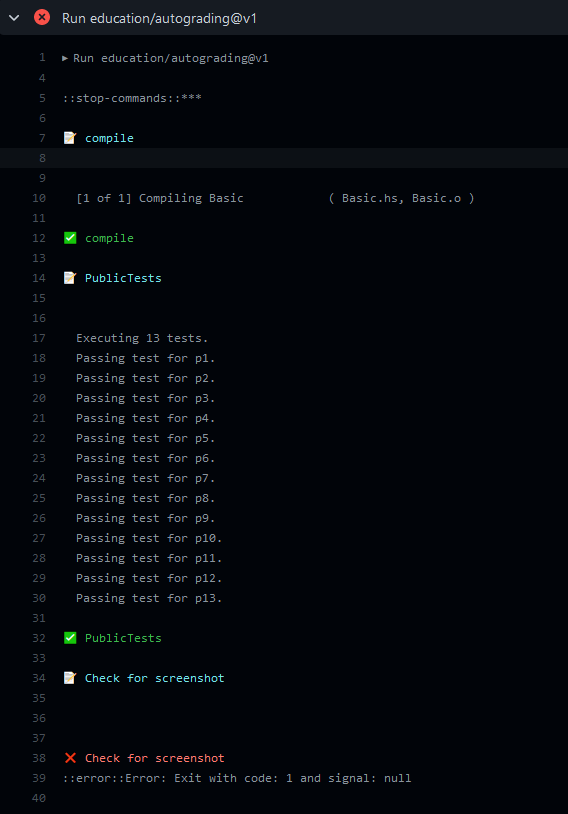 Run education/autograding@v1
1 ▶ Run education/autograding@v1
4
5 ::stop-commands::***
6
7 📝 compile
8
9
10 [1 of 1] Compiling Basic ( Basic.hs, Basic.o )
11
12 ✅ compile
13
14 📝 PublicTests
15
16
17 Executing 13 tests.
18 Passing test for p1.
19 Passing test for p2.
20 Passing test for p3.
21 Passing test for p4.
22 Passing test for p5.
23 Passing test for p6.
24 Passing test for p7.
25 Passing test for p8.
26 Passing test for p9.
27 Passing test for p10.
28 Passing test for p11.
29 Passing test for p12.
30 Passing test for p13.
31
32 ✅ PublicTests
33
34 📝 Check for screenshot
35
36
37
38 ❌ Check for screenshot
39 ::error::Error: Exit with code: 1 and signal: null
40